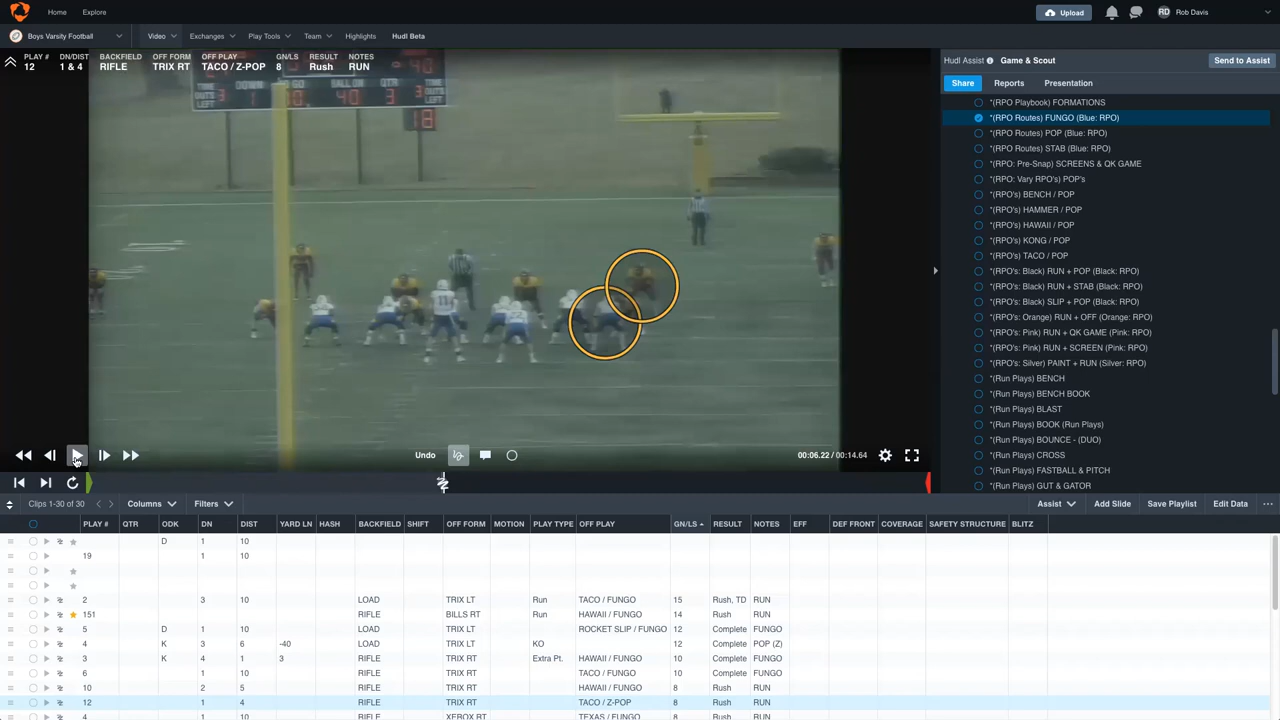 Home Explore Upload RD Rob Davis
Boys Varsity Football Video Exchanges Play Tools Team Highlights Hudl Beta
PLAY # DN/DIST BACKFIELD OFF FORM OFF PLAY GN/LS RESULT NOTES
12 1 & 4 RIFLE TRIX RT TACO / Z-POP 8 Rush RUN
Hudl Assist Game & Scout Send to Assist
Share Reports Presentation
*(RPO Playbook) FORMATIONS
*(RPO Routes) FUNGO (Blue: RPO)
*(RPO Routes) POP (Blue: RPO)
*(RPO Routes) STAB (Blue: RPO)
*(RPO: Pre-Snap) SCREENS & QK GAME
*(RPO: Vary RPO's) POP's
*(RPO's) BENCH / POP
*(RPO's) HAMMER / POP
*(RPO's) HAWAII / POP
*(RPO's) KONG / POP
*(RPO's) TACO / POP
*(RPO's: Black) RUN + POP (Black: RPO)
*(RPO's: Black) RUN + STAB (Black: RPO)
*(RPO's: Black) SLIP + POP (Black: RPO)
*(RPO's: Orange) RUN + OFF (Orange: RPO)
*(RPO's: Pink) RUN + QK GAME (Pink: RPO)
*(RPO's: Pink) RUN + SCREEN (Pink: RPO)
*(RPO's: Silver) PAINT + RUN (Silver: RPO)
*(Run Plays) BENCH
*(Run Plays) BENCH BOOK
*(Run Plays) BLAST
*(Run Plays) BOOK (Run Plays)
*(Run Plays) BOUNCE - (DUO)
*(Run Plays) CROSS
*(Run Plays) FASTBALL & PITCH
*(Run Plays) GUT & GATOR
Undo 00:06.22 / 00:14.64
Clips 1-30 of 30 Columns Filters Assist Add Slide Save Playlist Edit Data
PLAY # QTR ODK DN DIST YARD LN HASH BACKFIELD SHIFT OFF FORM MOTION PLAY TYPE OFF PLAY GN/LS RESULT NOTES EFF DEF FRONT COVERAGE SAFETY STRUCTURE BLITZ
D 1 10
19 1 10
2 3 10 LOAD TRIX LT Run TACO / FUNGO 15 Rush, TD RUN
151 RIFLE BILLS RT Run HAWAII / FUNGO 14 Rush RUN
5 D 1 10 LOAD TRIX LT ROCKET SLIP / FUNGO 12 Complete FUNGO
4 K 3 6 -40 LOAD TRIX LT KO 12 Complete POP (Z)
3 K 4 1 3 RIFLE TRIX RT Extra Pt. HAWAII / FUNGO 10 Complete FUNGO
6 1 10 RIFLE TRIX RT TACO / FUNGO 10 Complete FUNGO
10 2 5 RIFLE TRIX RT HAWAII / FUNGO 8 Rush RUN
12 1 4 RIFLE TRIX RT TACO / Z-POP 8 Rush RUN
4 1 10 RIFLE XEROX RT TEXAS / FUNGO 8 Rush RUN